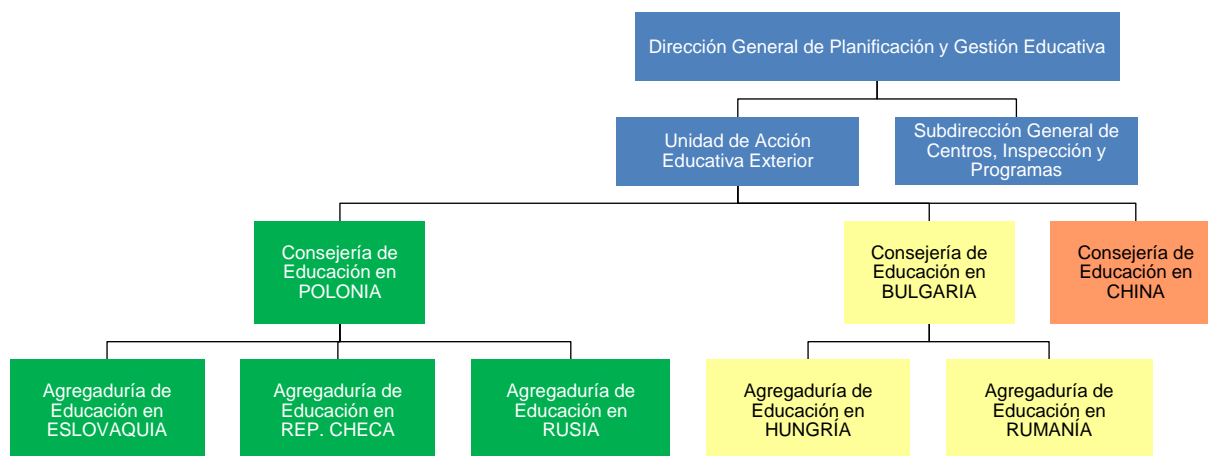 Dirección General de Planificación y Gestión Educativa
Unidad de Acción
Educativa Exterior
Subdirección General de
Centros, Inspección y
Programas
Consejería de
Educación en
POLONIA
Consejería de
Educación en
BULGARIA
Consejería de
Educación en
CHINA
Agregaduría de
Educación en
ESLOVAQUIA
Agregaduría de
Educación en
REP. CHECA
Agregaduría de
Educación en
RUSIA
Agregaduría de
Educación en
HUNGRÍA
Agregaduría de
Educación en
RUMANÍA